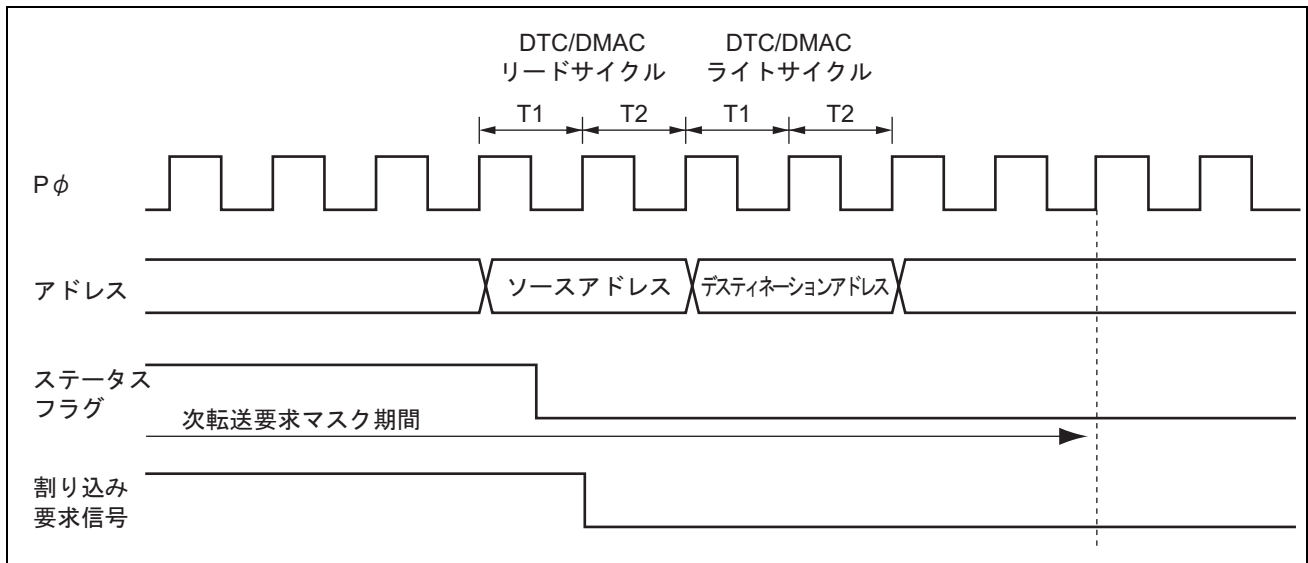 DTC/DMAC
リードサイクル
DTC/DMAC
ライトサイクル
T1
T2
T1
T2
Pφ
アドレス
ソースアドレス
デスティネーションアドレス
ステータス
フラグ
次転送要求マスク期間
割り込み
要求信号